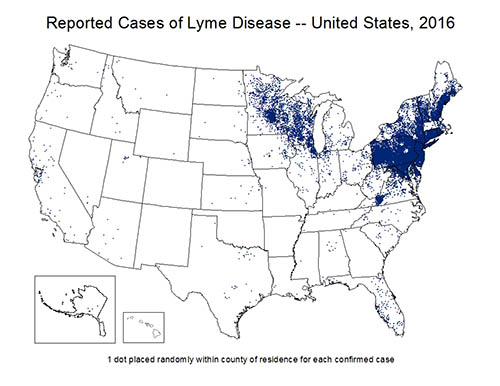 Reported Cases of Lyme Disease -- United States, 2016
1 dot placed randomly within county of residence for each confirmed case